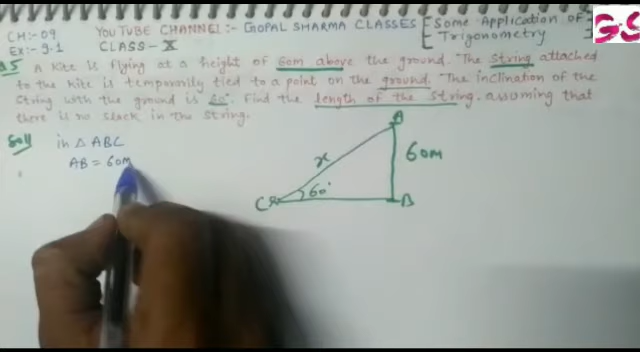 CH:- 09 YOUTUBE CHANNEL:- GOPAL SHARMA CLASSES [Some Application of]
EX:- 9.1 CLASS - X Trigonometry
GS
Q.5 A Kite is flying at a height of 60m above the ground. The String attached
to the kite is temporarily tied to a point on the ground. The inclination of the
String with the ground is 60°. Find the length of the string, assuming that
there is no slack in the string.
Soln in △ ABC
AB = 60m
A
x
60m
60°
C
B